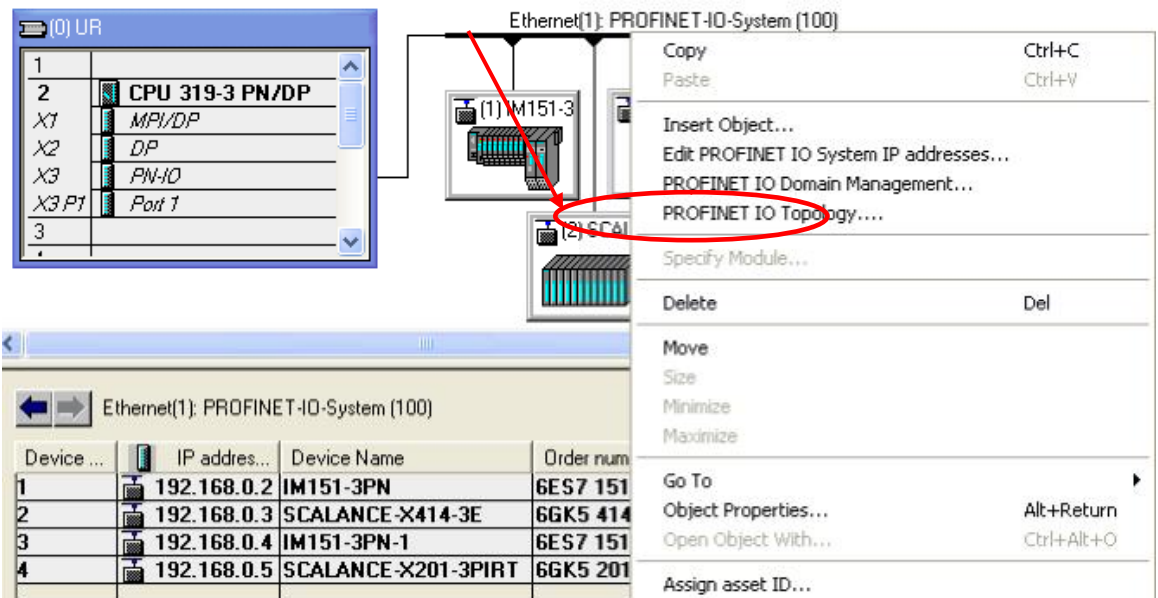 Ethernet(1): PROFINET-IO-System (100)
(0) UR
1
2 CPU 319-3 PN/DP
X1 MPI/DP
X2 DP
X3 PN-IO
X3 P1 Port 1
3
(1) IM151-3
(2) SCAL
Copy Ctrl+C
Paste Ctrl+V
Insert Object...
Edit PROFINET IO System IP addresses...
PROFINET IO Domain Management...
PROFINET IO Topology....
Specify Module...
Delete Del
Move
Size
Minimize
Maximize
Go To
Object Properties... Alt+Return
Open Object With... Ctrl+Alt+O
Assign asset ID...
Ethernet(1): PROFINET-IO-System (100)
Device ... IP addres... Device Name Order num
1 192.168.0.2 IM151-3PN 6ES7 151
2 192.168.0.3 SCALANCE-X414-3E 6GK5 414
3 192.168.0.4 IM151-3PN-1 6ES7 151
4 192.168.0.5 SCALANCE-X201-3PIRT 6GK5 201